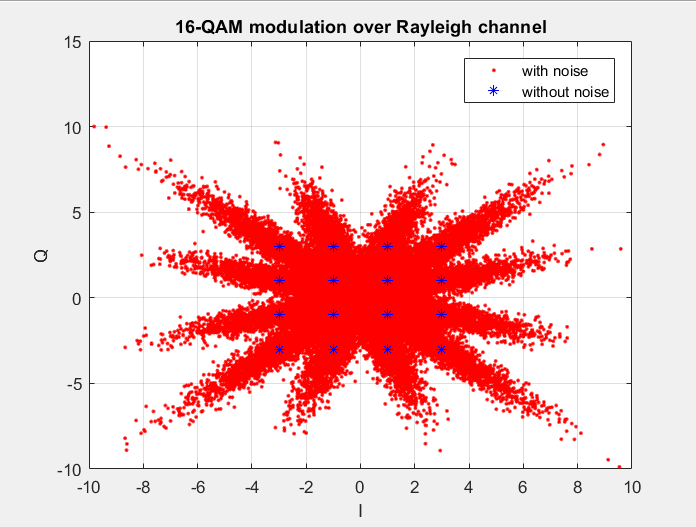 16-QAM modulation over Rayleigh channel
with noise
without noise
15
10
5
0
-5
-10
Q
-10 -8 -6 -4 -2 0 2 4 6 8 10
I